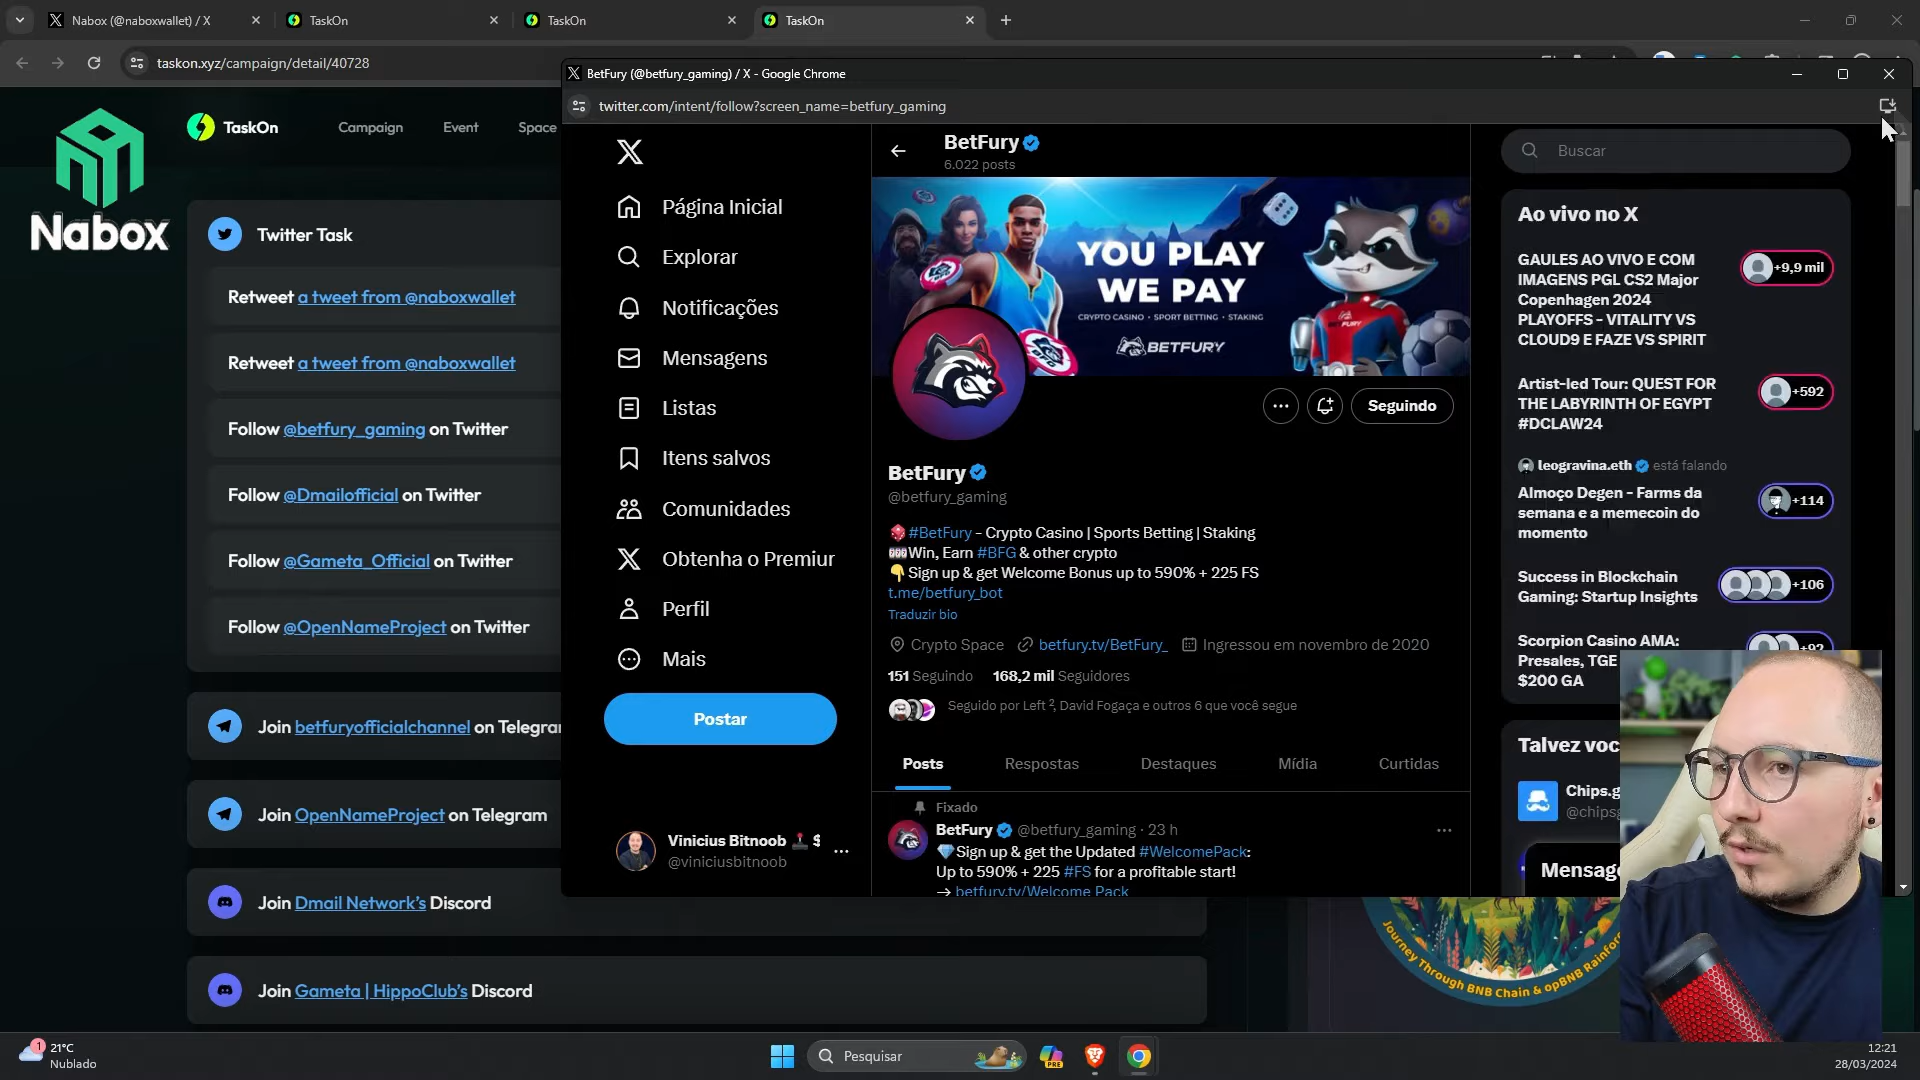 Nabox (@naboxwallet) / X
TaskOn
TaskOn
TaskOn
taskon.xyz/campaign/detail/40728
BetFury (@betfury_gaming) / X - Google Chrome
twitter.com/intent/follow?screen_name=betfury_gaming
Nabox
TaskOn
Campaign
Event
Space
Twitter Task
Retweet a tweet from @naboxwallet
Retweet a tweet from @naboxwallet
Follow @betfury_gaming on Twitter
Follow @Dmailofficial on Twitter
Follow @Gameta_Official on Twitter
Follow @OpenNameProject on Twitter
Join betfuryofficialchannel on Telegra
Join OpenNameProject on Telegram
Join Dmail Network's Discord
Join Gameta | HippoClub's Discord
Página Inicial
Explorar
Notificações
Mensagens
Listas
Itens salvos
Comunidades
Obtenha o Premiur
Perfil
Mais
Postar
Vinicius Bitnoob 🕹️ $
@viniciusbitnoob
BetFury
6.022 posts
YOU PLAY
WE PAY
CRYPTO CASINO • SPORT BETTING • STAKING
BETFURY
Seguindo
BetFury
@betfury_gaming
🎲 #BetFury - Crypto Casino | Sports Betting | Staking
🎰Win, Earn #BFG & other crypto
👇Sign up & get Welcome Bonus up to 590% + 225 FS
t.me/betfury_bot
Traduzir bio
Crypto Space
betfury.tv/BetFury_
Ingressou em novembro de 2020
151 Seguindo
168,2 mil Seguidores
Seguido por Left ², David Fogaça e outros 6 que você segue
Posts
Respostas
Destaques
Mídia
Curtidas
Fixado
BetFury @betfury_gaming · 23 h
💎Sign up & get the Updated #WelcomePack:
Up to 590% + 225 #FS for a profitable start!
→ betfury.tv/Welcome_Pack
Buscar
Ao vivo no X
GAULES AO VIVO E COM
IMAGENS PGL CS2 Major
Copenhagen 2024
PLAYOFFS - VITALITY VS
CLOUD9 E FAZE VS SPIRIT
+9,9 mil
Artist-led Tour: QUEST FOR
THE LABYRINTH OF EGYPT
#DCLAW24
+592
leogravina.eth está falando
Almoço Degen - Farms da
semana e a memecoin do
momento
+114
Success in Blockchain
Gaming: Startup Insights
+106
Scorpion Casino AMA:
Presales, TGE
$200 GA
+92
Talvez voc
Chips.g
@chipsg
Mensage
Journey Through BNB Chain & opBNB Rainfore
1
21°C
Nublado
Pesquisar
PRE
12:21
28/03/2024